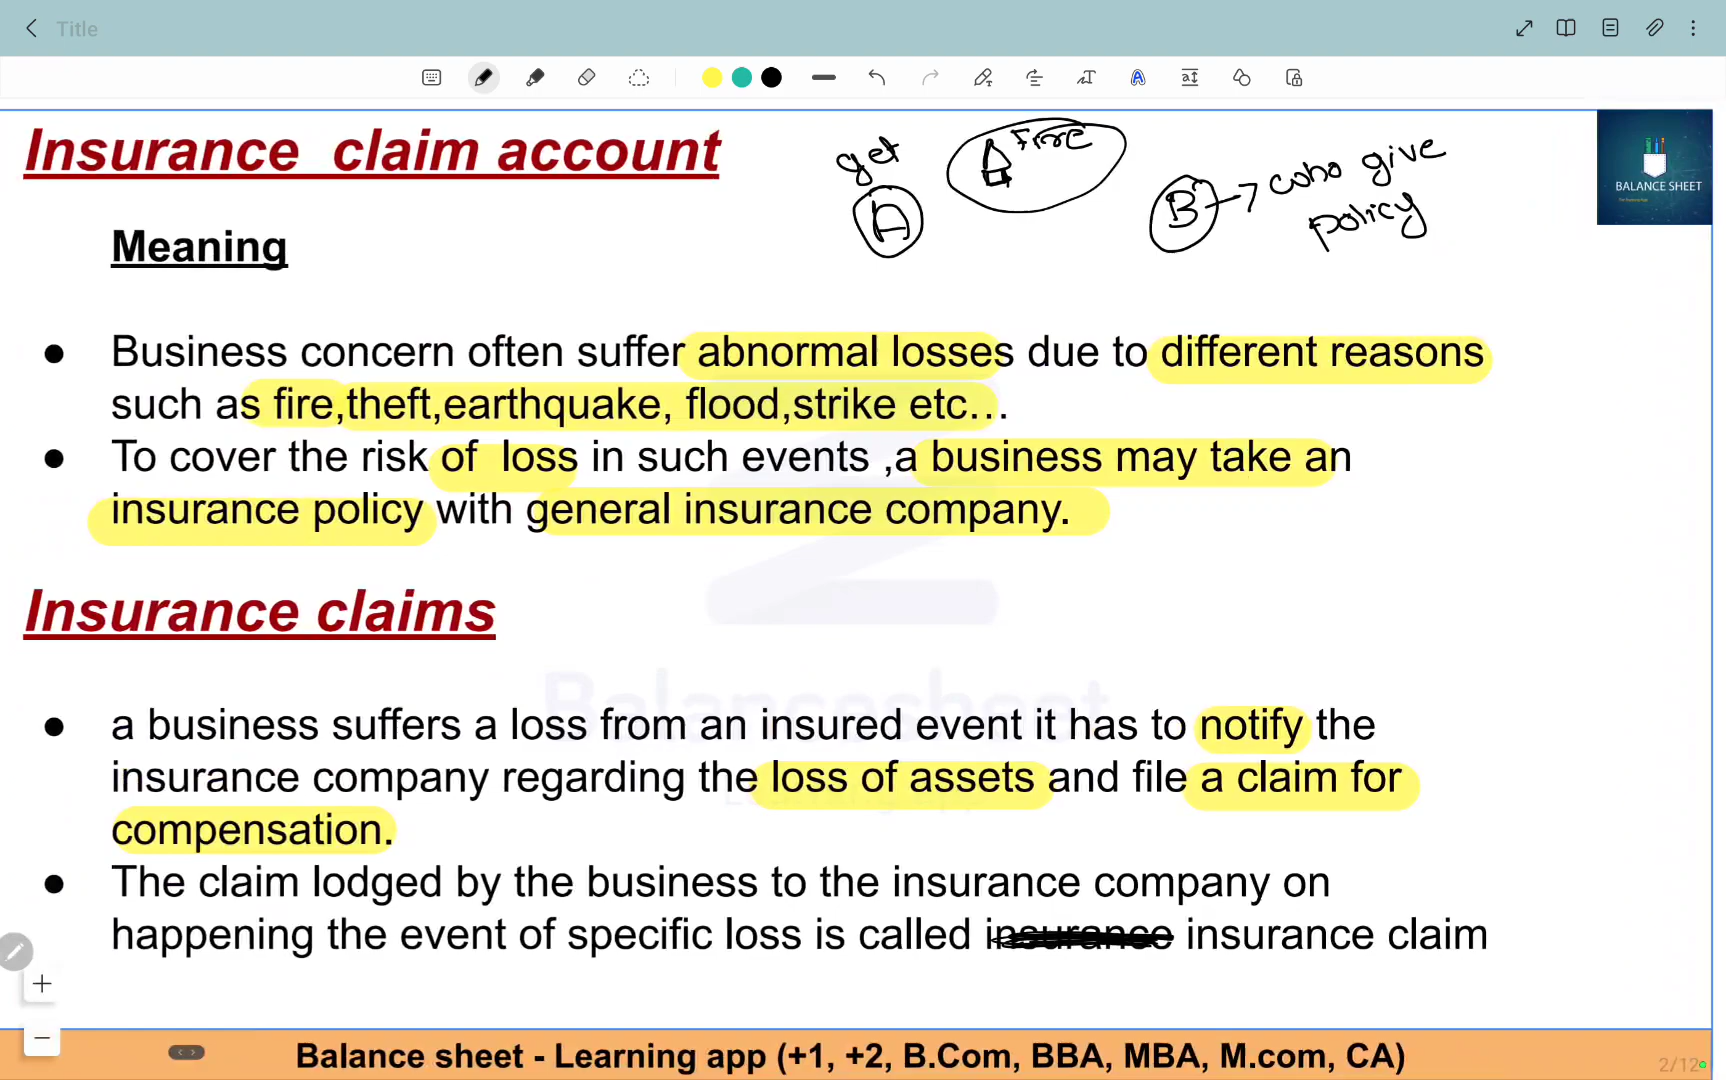 Title
Insurance claim account
get
Fire
A
B
who give
policy
BALANCE SHEET
Meaning
● Business concern often suffer abnormal losses due to different reasons
such as fire,theft,earthquake, flood,strike etc...
● To cover the risk of loss in such events ,a business may take an
insurance policy with general insurance company.
Insurance claims
Balancesheet
● a business suffers a loss from an insured event it has to notify the
insurance company regarding the loss of assets and file a claim for
compensation.
● The claim lodged by the business to the insurance company on
happening the event of specific loss is called insurance insurance claim
Balance sheet - Learning app (+1, +2, B.Com, BBA, MBA, M.com, CA)
2/12